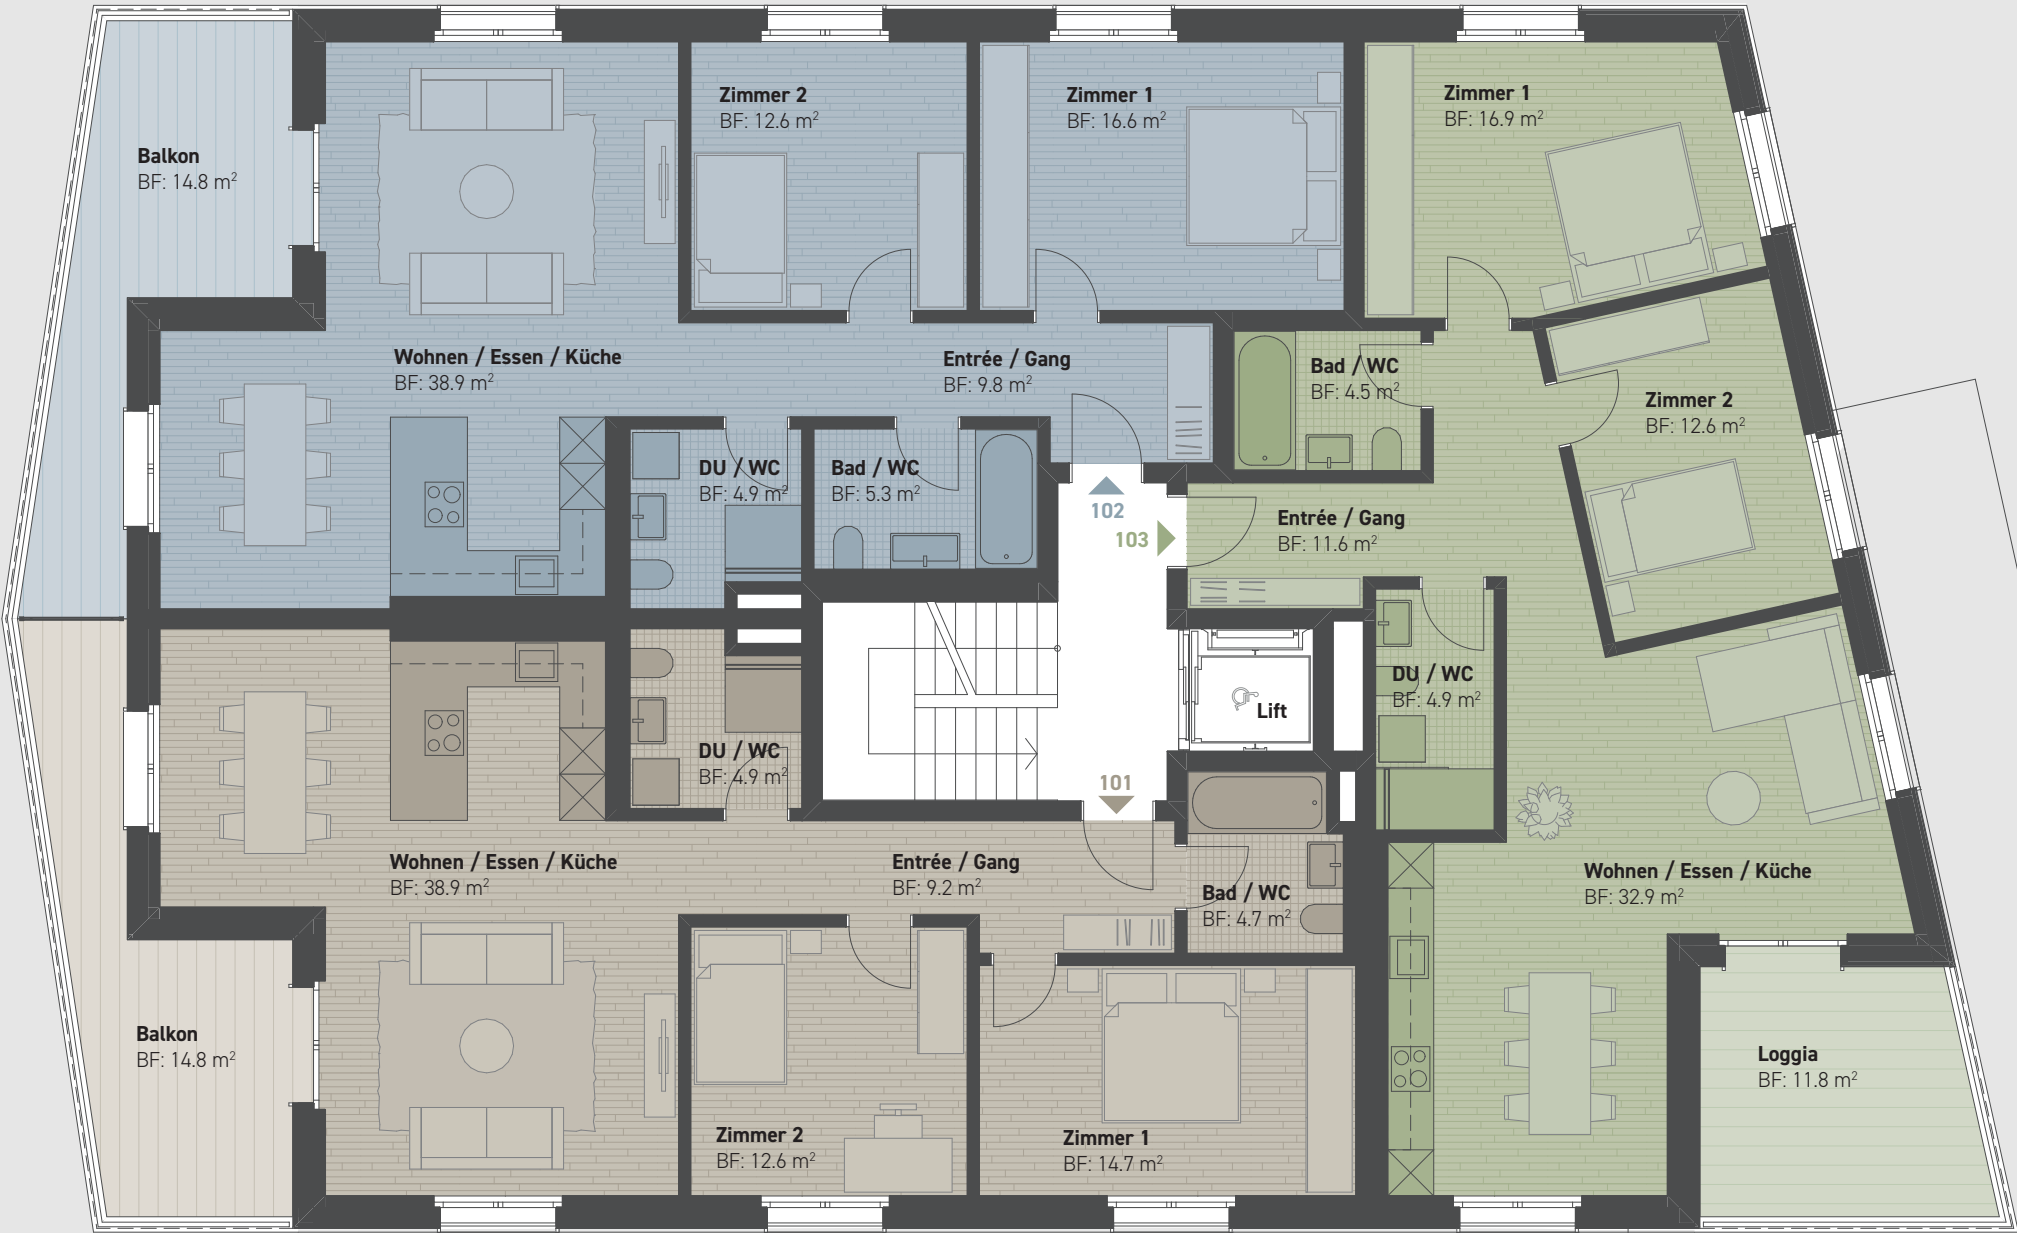 Zimmer 2
BF: 12.6 m²
Zimmer 1
BF: 16.6 m²
Zimmer 1
BF: 16.9 m²
Balkon
BF: 14.8 m²
Wohnen / Essen / Küche
BF: 38.9 m²
Entrée / Gang
BF: 9.8 m²
Bad / WC
BF: 4.5 m²
Zimmer 2
BF: 12.6 m²
DU / WC
BF: 4.9 m²
Bad / WC
BF: 5.3 m²
102
103
Entrée / Gang
BF: 11.6 m²
DU / WC
BF: 4.9 m²
Lift
DU / WC
BF: 4.9 m²
101
Wohnen / Essen / Küche
BF: 38.9 m²
Entrée / Gang
BF: 9.2 m²
Bad / WC
BF: 4.7 m²
Wohnen / Essen / Küche
BF: 32.9 m²
Balkon
BF: 14.8 m²
Loggia
BF: 11.8 m²
Zimmer 2
BF: 12.6 m²
Zimmer 1
BF: 14.7 m²